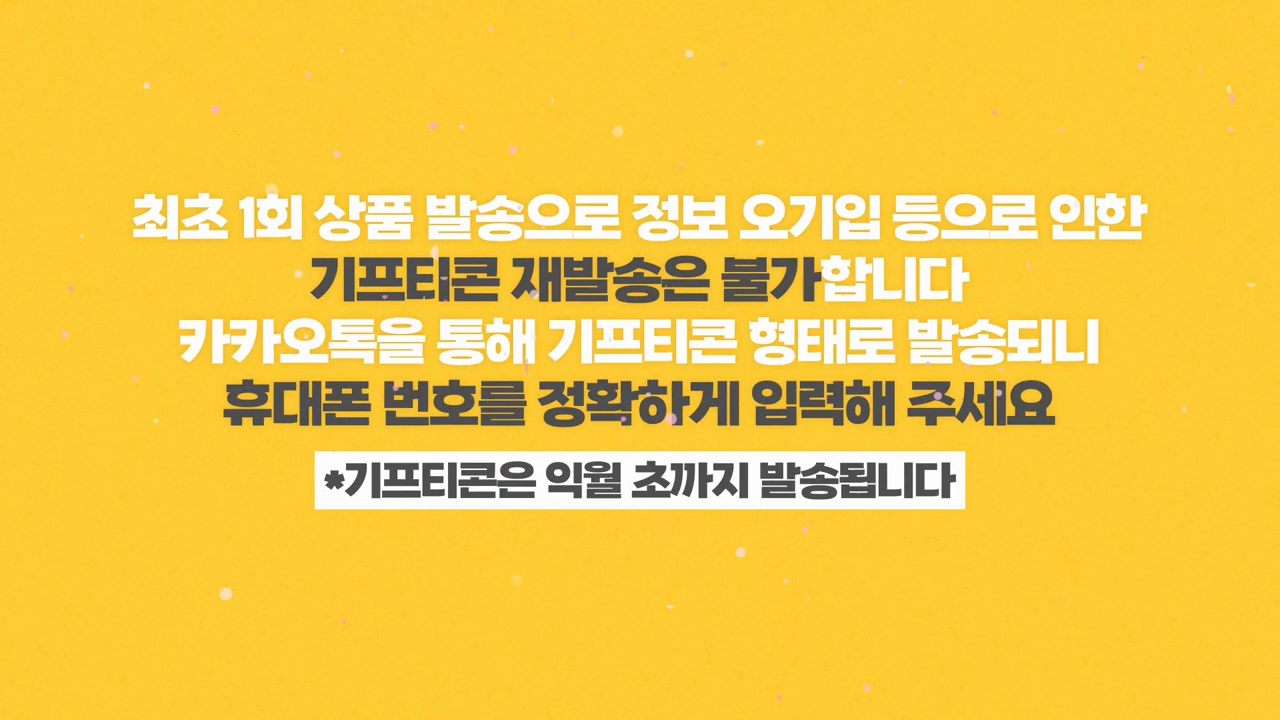 최초 1회 상품 발송으로 정보 오기입 등으로 인한
기프티콘 재발송은 불가합니다
카카오톡을 통해 기프티콘 형태로 발송되니
휴대폰 번호를 정확하게 입력해 주세요
*기프티콘은 익월 초까지 발송됩니다